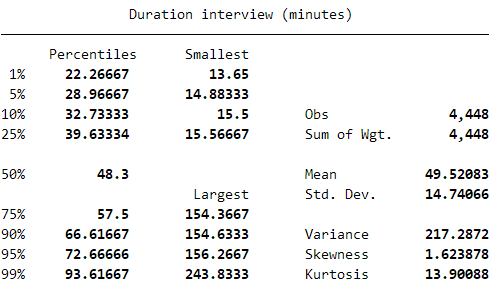 Duration interview (minutes)
Percentiles Smallest
1% 22.26667 13.65
5% 28.96667 14.88333
10% 32.73333 15.5 Obs 4,448
25% 39.63334 15.56667 Sum of Wgt. 4,448
50% 48.3 Mean 49.52083
Largest Std. Dev. 14.74066
75% 57.5 154.3667
90% 66.61667 154.6333 Variance 217.2872
95% 72.66666 156.2667 Skewness 1.623878
99% 93.61667 243.8333 Kurtosis 13.90088